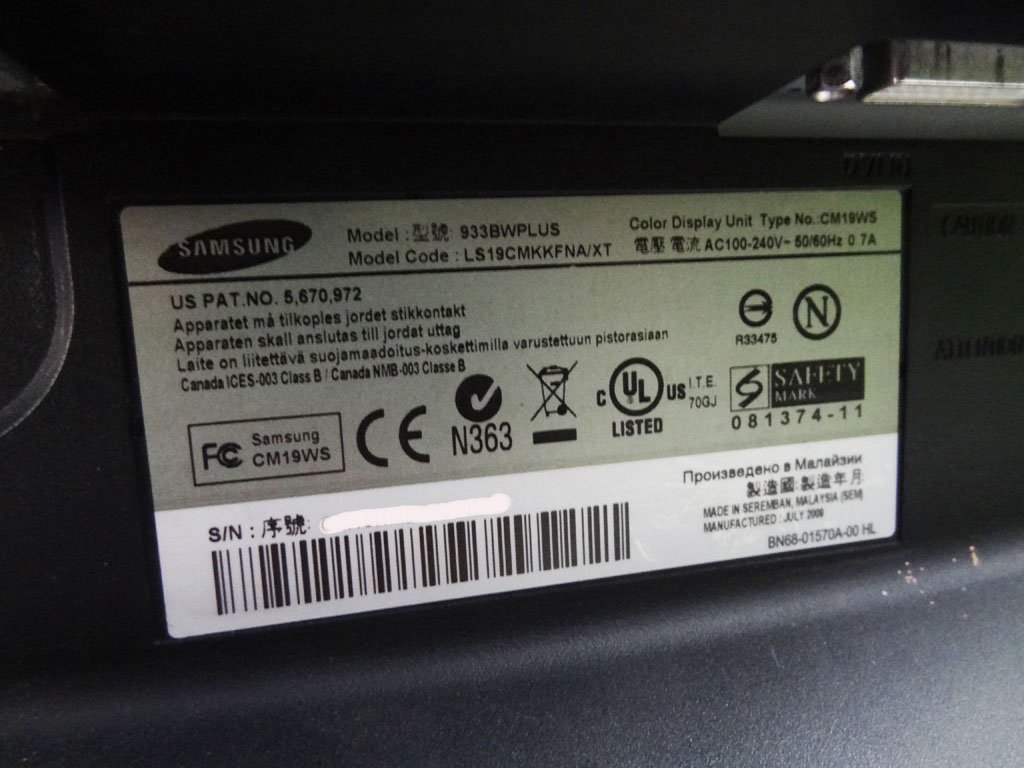 SAMSUNG
Model : 型號: 933BWPLUS
Model Code : LS19CMKKFNA/XT
Color Display Unit Type No.:CM19WS
電壓 電流 AC100-240V~ 50/60Hz 0.7A
US PAT.NO. 5,670,972
Apparatet må tilkoples jordet stikkontakt
Apparaten skall anslutas till jordat uttag
Laite on liitettävä suojamaadoitus-koskettimilla varustettuun pistorasiaan
Canada ICES-003 Class B / Canada NMB-003 Classe B
R33475
N
FC
Samsung
CM19WS
CE
N363
C UL US
LISTED
I.T.E.
70GJ
SAFETY
MARK
081374-11
S/N : 序號:
Произведено в Малайзии
製造國 製造年月
MADE IN SEREMBAN, MALAYSIA (SEM)
MANUFACTURED : JULY 2009
BN68-01570A-00 HL